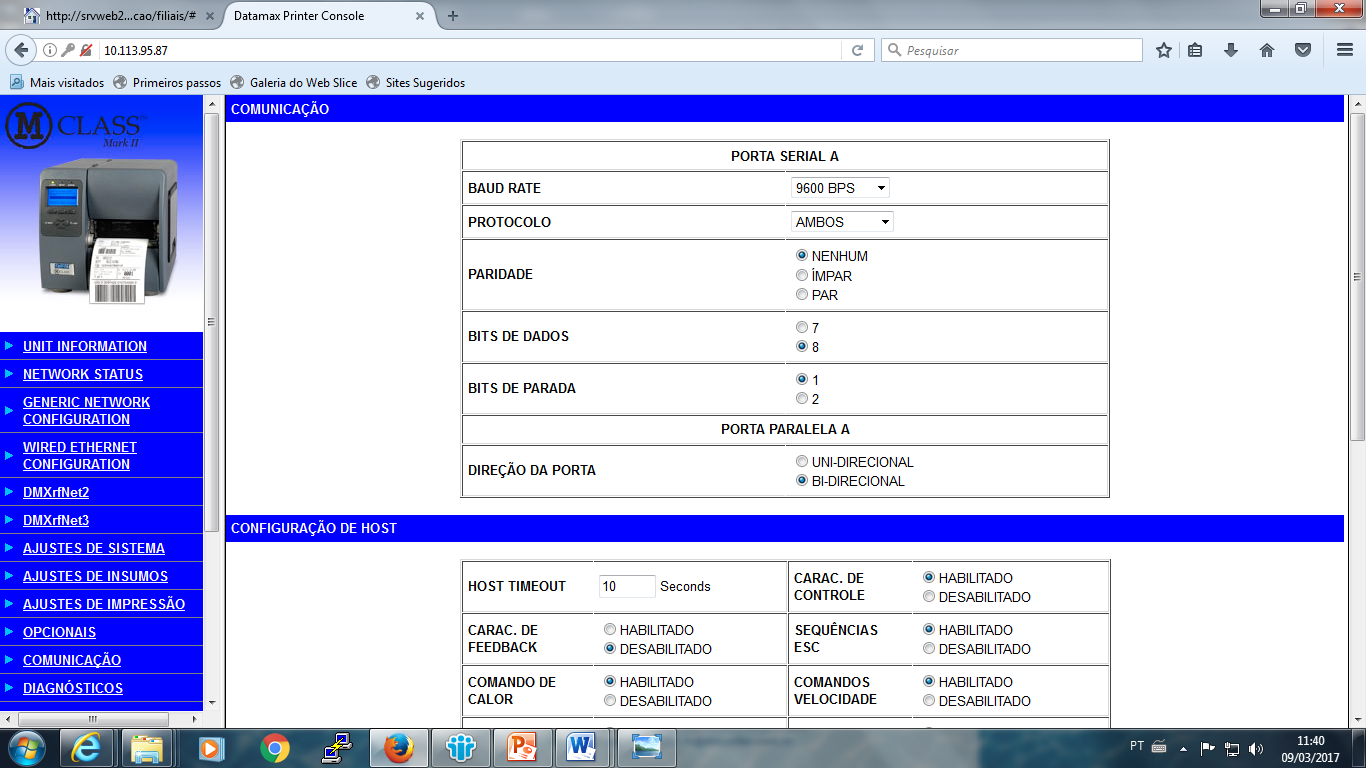 http://srvweb2...cao/filiais/#
Datamax Printer Console
10.113.95.87
Pesquisar
Mais visitados
Primeiros passos
Galeria do Web Slice
Sites Sugeridos
M CLASS™
Mark II
UNIT INFORMATION
NETWORK STATUS
GENERIC NETWORK
CONFIGURATION
WIRED ETHERNET
CONFIGURATION
DMXrfNet2
DMXrfNet3
AJUSTES DE SISTEMA
AJUSTES DE INSUMOS
AJUSTES DE IMPRESSÃO
OPCIONAIS
COMUNICAÇÃO
DIAGNÓSTICOS
COMUNICAÇÃO
PORTA SERIAL A
BAUD RATE 9600 BPS
PROTOCOLO AMBOS
PARIDADE
NENHUM
ÍMPAR
PAR
BITS DE DADOS
7
8
BITS DE PARADA
1
2
PORTA PARALELA A
DIREÇÃO DA PORTA
UNI-DIRECIONAL
BI-DIRECIONAL
CONFIGURAÇÃO DE HOST
HOST TIMEOUT 10 Seconds
CARAC. DE
CONTROLE
HABILITADO
DESABILITADO
CARAC. DE
FEEDBACK
HABILITADO
DESABILITADO
SEQUÊNCIAS
ESC
HABILITADO
DESABILITADO
COMANDO DE
CALOR
HABILITADO
DESABILITADO
COMANDOS
VELOCIDADE
HABILITADO
DESABILITADO
PT
11:40
09/03/2017